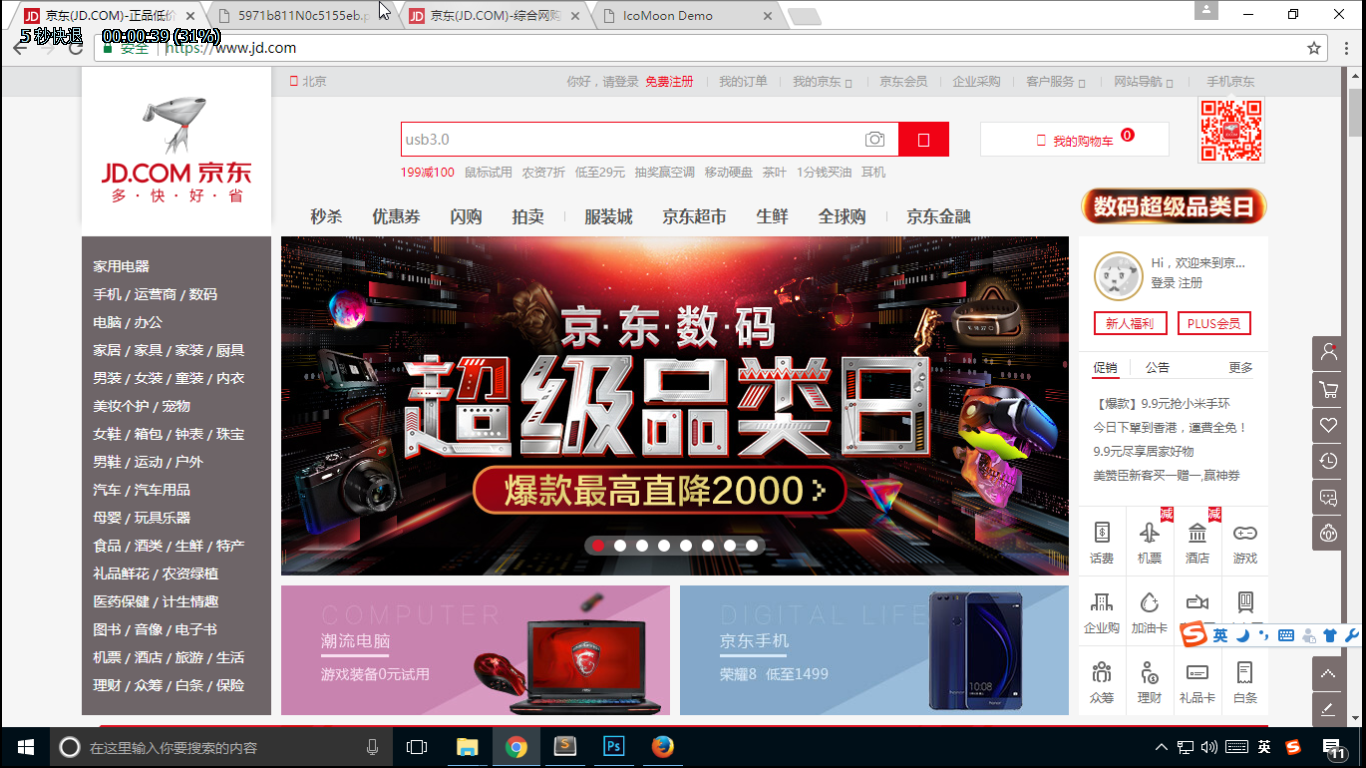 京东(JD.COM)-正品低价
5971b811N0c5155eb.p
京东(JD.COM)-综合网购
IcoMoon Demo
5 秒快退 00:00:39 (31%)
安全 https://www.jd.com
北京
你好，请登录 免费注册 我的订单 我的京东 京东会员 企业采购 客户服务 网站导航 手机京东
JD.COM 京东
多·快·好·省
usb3.0
我的购物车 0
199减100 鼠标试用 农资7折 低至29元 抽奖赢空调 移动硬盘 茶叶 1分钱买油 耳机
秒杀 优惠券 闪购 拍卖 服装城 京东超市 生鲜 全球购 京东金融
数码超级品类日
家用电器
手机 / 运营商 / 数码
电脑 / 办公
家居 / 家具 / 家装 / 厨具
男装 / 女装 / 童装 / 内衣
美妆个护 / 宠物
女鞋 / 箱包 / 钟表 / 珠宝
男鞋 / 运动 / 户外
汽车 / 汽车用品
母婴 / 玩具乐器
食品 / 酒类 / 生鲜 / 特产
礼品鲜花 / 农资绿植
医药保健 / 计生情趣
图书 / 音像 / 电子书
机票 / 酒店 / 旅游 / 生活
理财 / 众筹 / 白条 / 保险
京·东·数·码
超级品类日
爆款最高直降2000 >
Hi，欢迎来到京...
登录 注册
新人福利 PLUS会员
促销 公告 更多
【爆款】9.9元抢小米手环
今日下單到香港，運費全免！
9.9元尽享居家好物
美赞臣新客买一赠一,赢神券
减 减
话费 机票 酒店 游戏
企业购 加油卡
众筹 理财 礼品卡 白条
COMPUTER
潮流电脑
游戏装备0元试用
DIGITAL LIFE
京东手机
荣耀8 低至1499
10:08
honor
S 英
在这里输入你要搜索的内容
S Ps
英 S 11